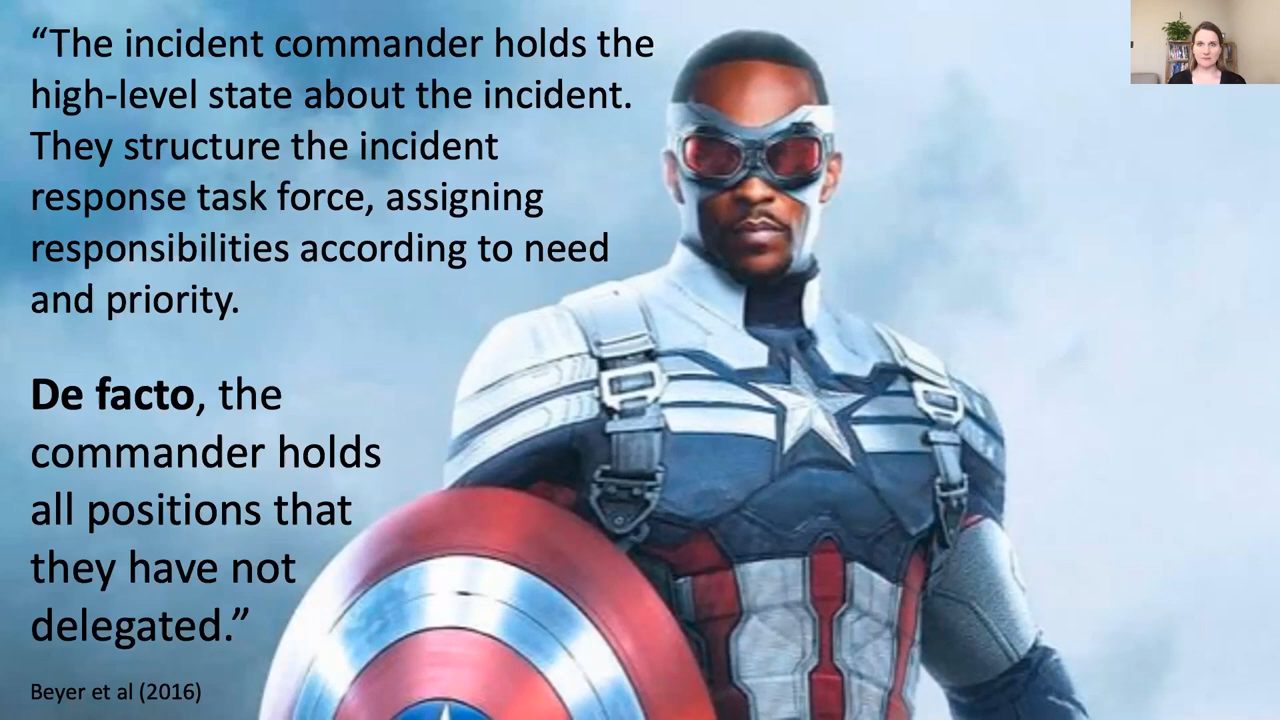 “The incident commander holds the
high-level state about the incident.
They structure the incident
response task force, assigning
responsibilities according to need
and priority.
De facto, the
commander holds
all positions that
they have not
delegated.”
Beyer et al (2016)